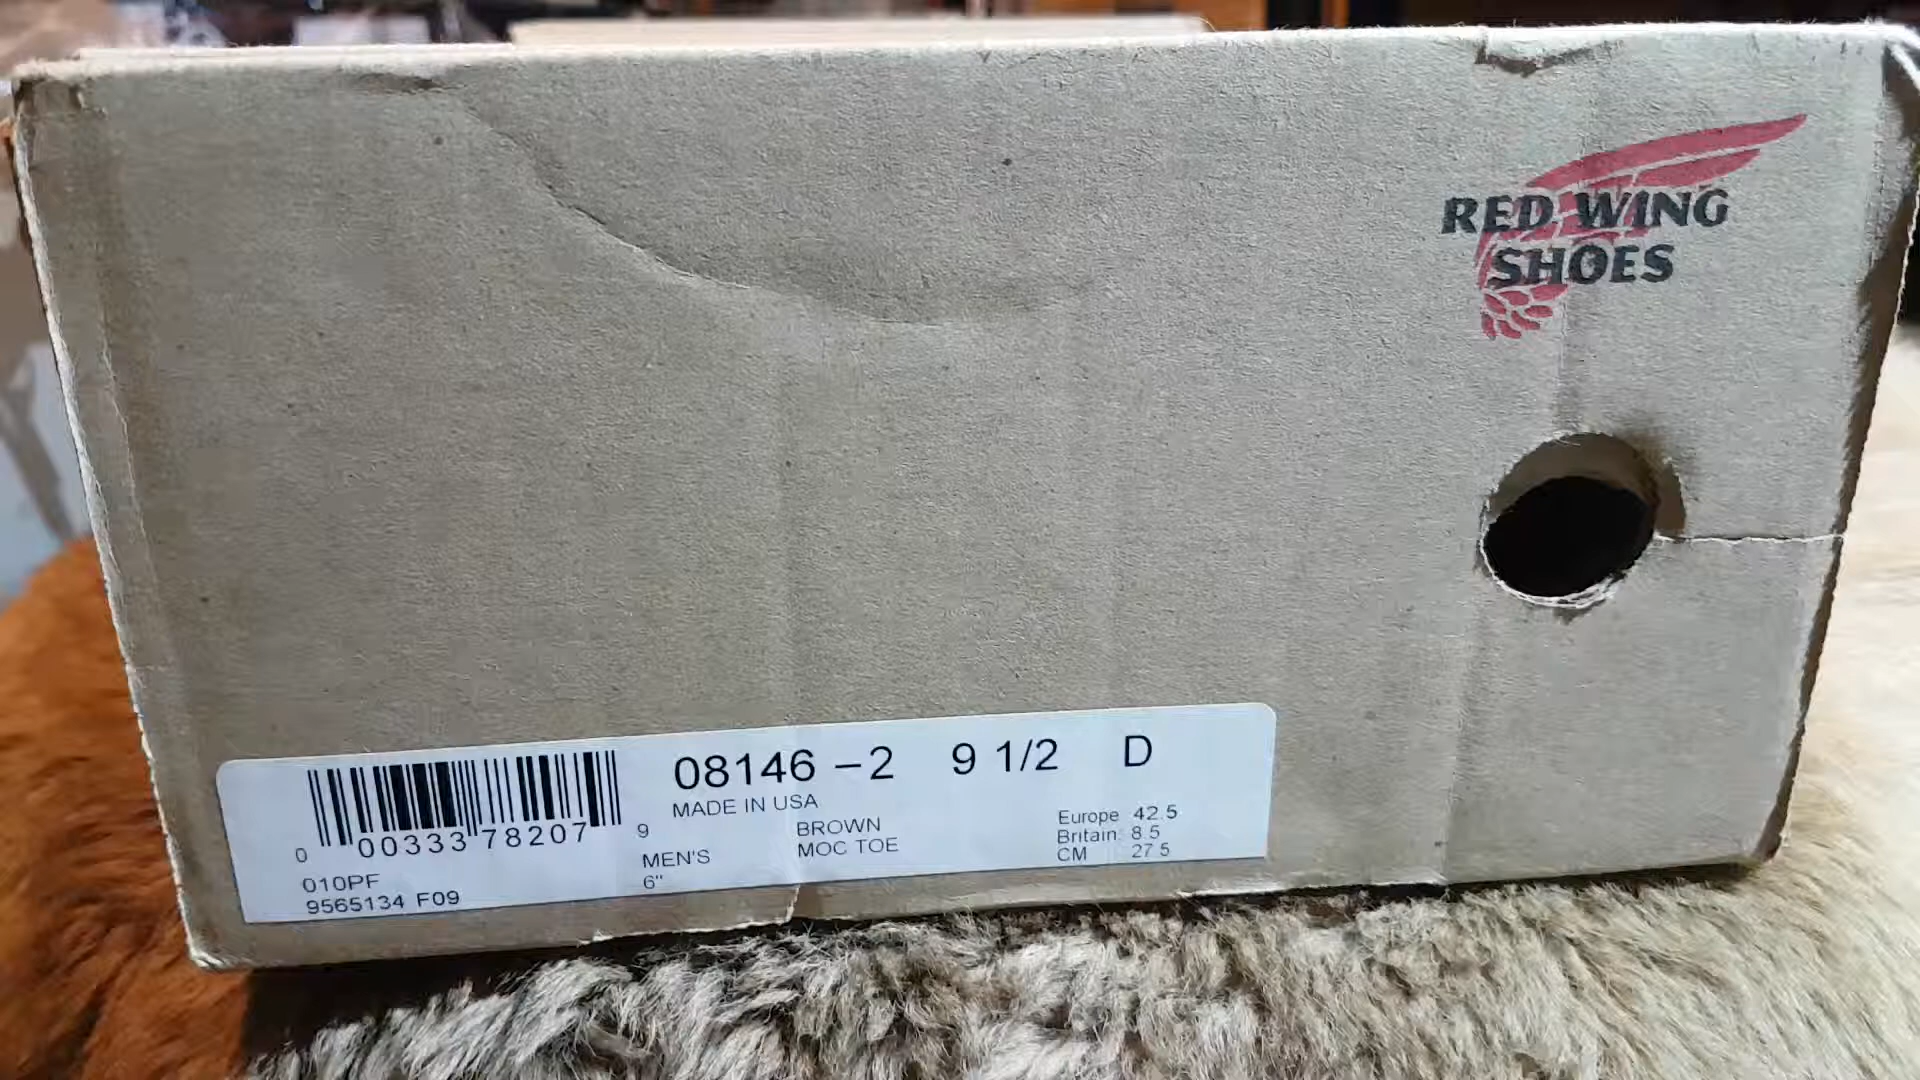 RED WING
SHOES
08146 – 2 9 1/2 D
MADE IN USA
0 00333 78207 9
BROWN
MOC TOE
MEN'S
6"
Europe 42.5
Britain: 8.5
CM 27.5
010PF
9565134 F09